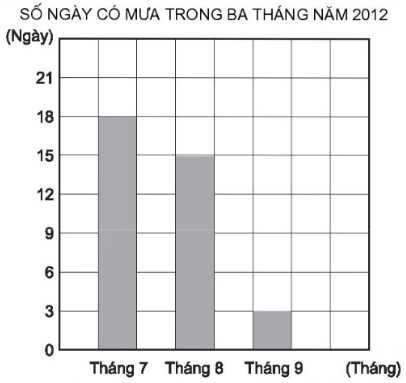 SỐ NGÀY CÓ MƯA TRONG BA THÁNG NĂM 2012
(Ngày)
21
18
15
12
9
6
3
0
Tháng 7 Tháng 8 Tháng 9 (Tháng)